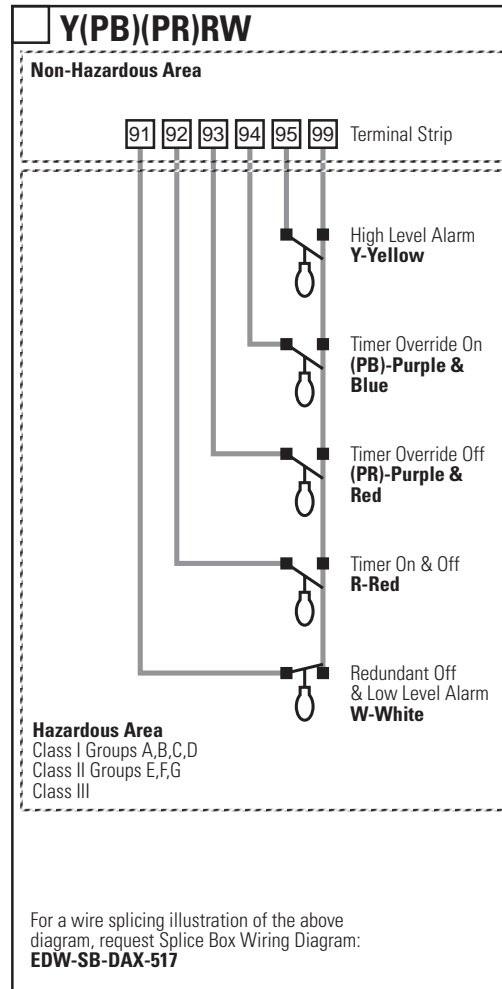 Y(PB)(PR)RW
Non-Hazardous Area
91 92 93 94 95 99 Terminal Strip
High Level Alarm
Y-Yellow
Timer Override On
(PB)-Purple &
Blue
Timer Override Off
(PR)-Purple &
Red
Timer On & Off
R-Red
Redundant Off
& Low Level Alarm
W-White
Hazardous Area
Class I Groups A,B,C,D
Class II Groups E,F,G
Class III
For a wire splicing illustration of the above
diagram, request Splice Box Wiring Diagram:
EDW-SB-DAX-517